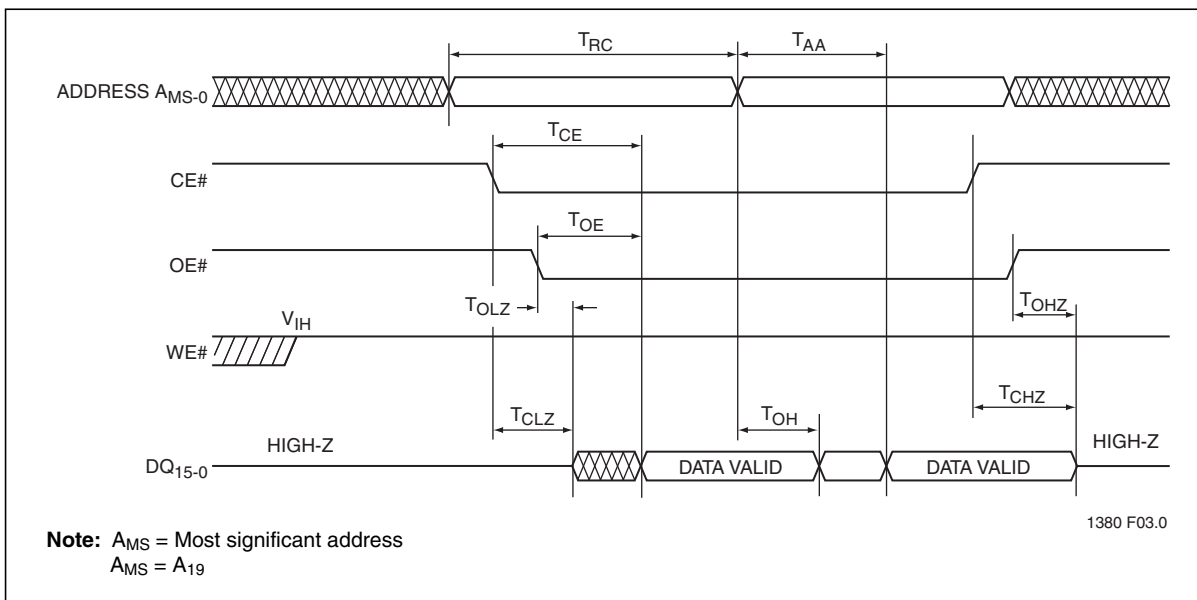 TRC TAA
ADDRESS AMS-0
TCE
CE#
TOE
OE#
TOLZ TOHZ
VIH
WE#
TCLZ TOH TCHZ
HIGH-Z HIGH-Z
DQ15-0 DATA VALID DATA VALID
1380 F03.0
Note: AMS = Most significant address
AMS = A19